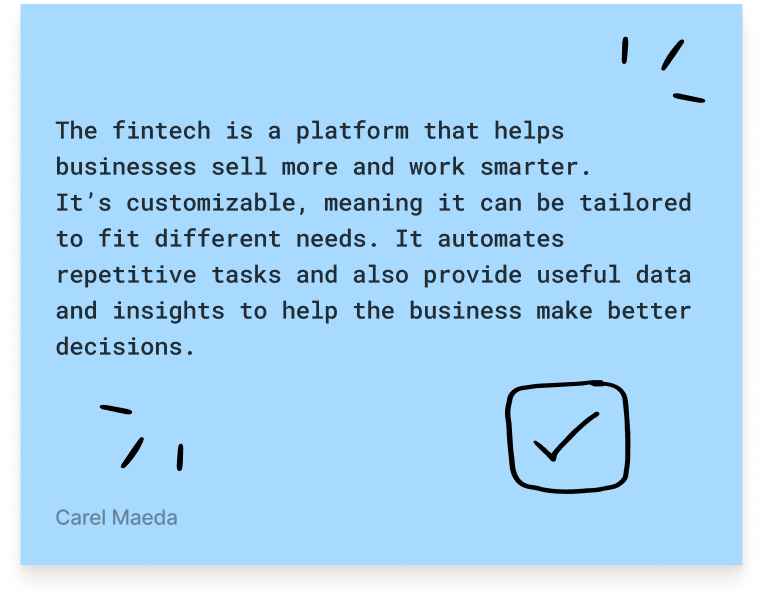 The fintech is a platform that helps
businesses sell more and work smarter.
It’s customizable, meaning it can be tailored
to fit different needs. It automates
repetitive tasks and also provide useful data
and insights to help the business make better
decisions.
Carel Maeda